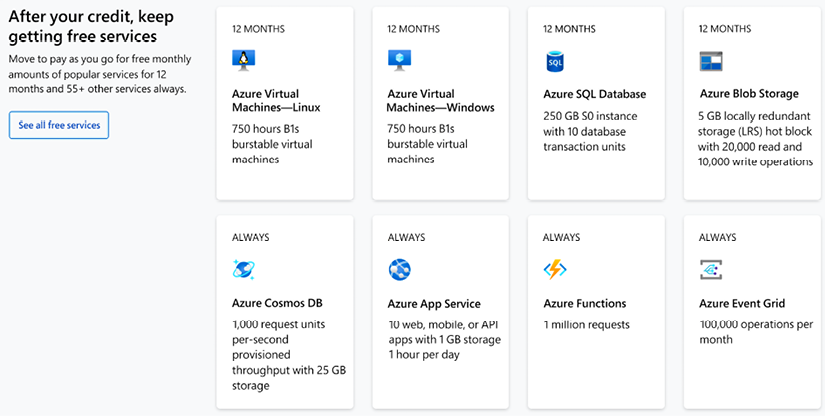 After your credit, keep
getting free services
Move to pay as you go for free monthly
amounts of popular services for 12
months and 55+ other services always.
See all free services
12 MONTHS
Azure Virtual
Machines—Linux
750 hours B1s
burstable virtual
machines
12 MONTHS
Azure Virtual
Machines—Windows
750 hours B1s
burstable virtual
machines
12 MONTHS
SQL
Azure SQL Database
250 GB S0 instance
with 10 database
transaction units
12 MONTHS
Azure Blob Storage
5 GB locally redundant
storage (LRS) hot block
with 20,000 read and
10,000 write operations
ALWAYS
Azure Cosmos DB
1,000 request units
per-second
provisioned
throughput with 25 GB
storage
ALWAYS
Azure App Service
10 web, mobile, or API
apps with 1 GB storage
1 hour per day
ALWAYS
Azure Functions
1 million requests
ALWAYS
Azure Event Grid
100,000 operations per
month